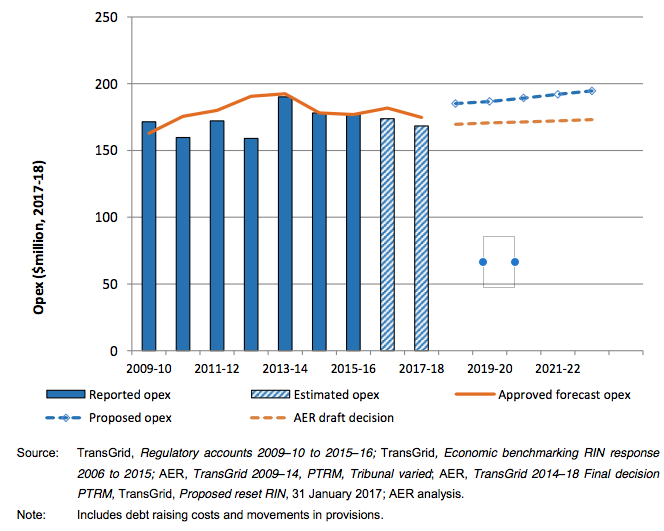 250
200
150
100
50
0
Opex ($million, 2017-18)
2009-10 2011-12 2013-14 2015-16 2017-18 2019-20 2021-22
Reported opex Estimated opex Approved forecast opex
Proposed opex AER draft decision
Source: TransGrid, Regulatory accounts 2009–10 to 2015–16; TransGrid, Economic benchmarking RIN response
2006 to 2015; AER, TransGrid 2009–14, PTRM, Tribunal varied; AER, TransGrid 2014–18 Final decision
PTRM, TransGrid, Proposed reset RIN, 31 January 2017; AER analysis.
Note: Includes debt raising costs and movements in provisions.